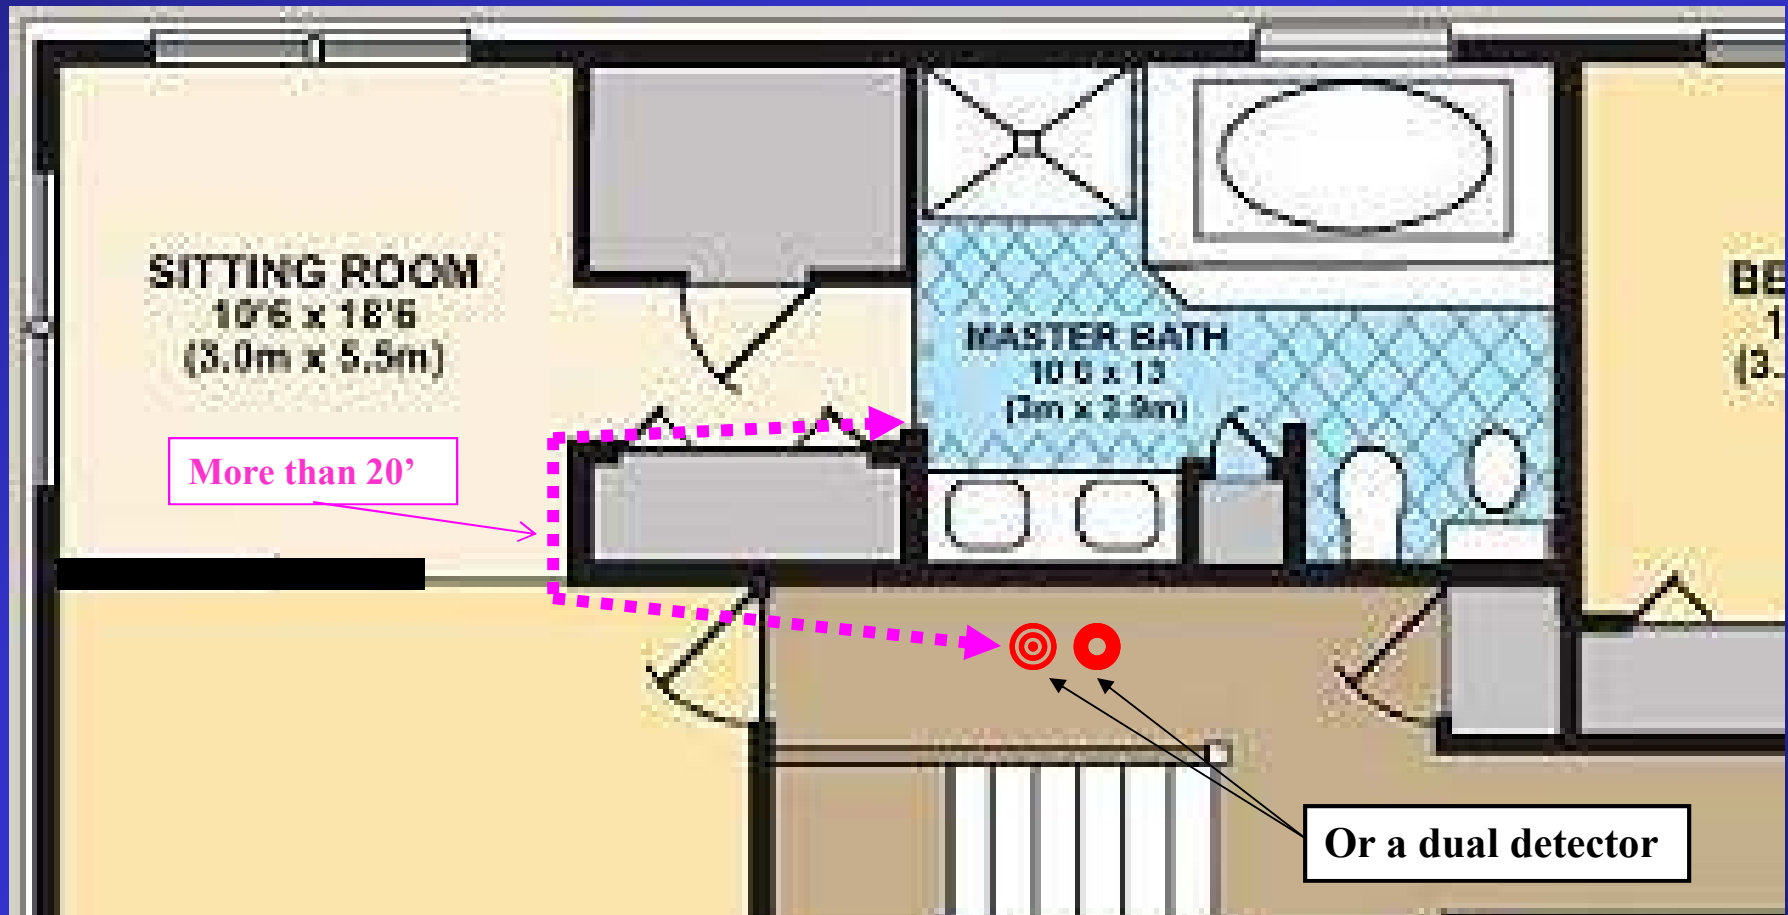 SITTING ROOM
10'6 x 18'6
(3.0m x 5.5m)
MASTER BATH
10 6 x 13
(3m x 3.9m)
BE
1
(3.
More than 20’
Or a dual detector